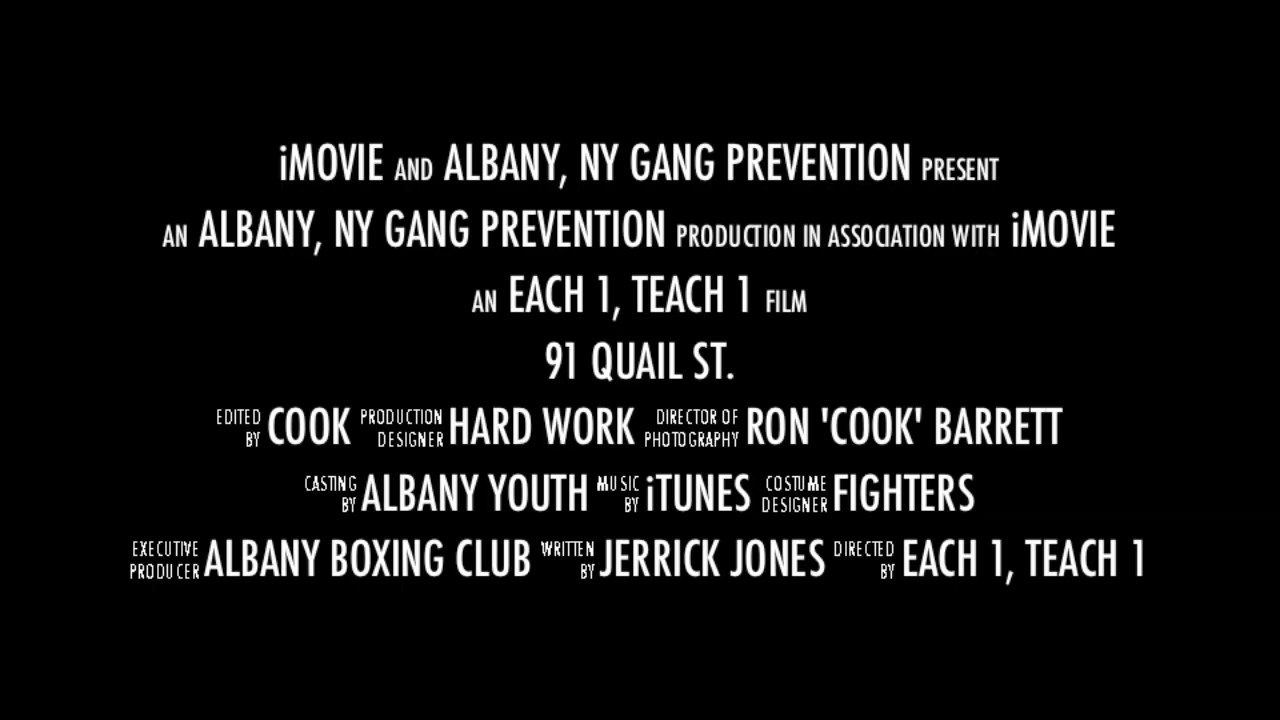 iMOVIE AND ALBANY, NY GANG PREVENTION PRESENT
AN ALBANY, NY GANG PREVENTION PRODUCTION IN ASSOCIATION WITH iMOVIE
AN EACH 1, TEACH 1 FILM
91 QUAIL ST.
EDITED BY COOK PRODUCTION DESIGNER HARD WORK DIRECTOR OF PHOTOGRAPHY RON 'COOK' BARRETT
CASTING BY ALBANY YOUTH MUSIC BY iTUNES COSTUME DESIGNER FIGHTERS
EXECUTIVE PRODUCER ALBANY BOXING CLUB WRITTEN BY JERRICK JONES DIRECTED BY EACH 1, TEACH 1